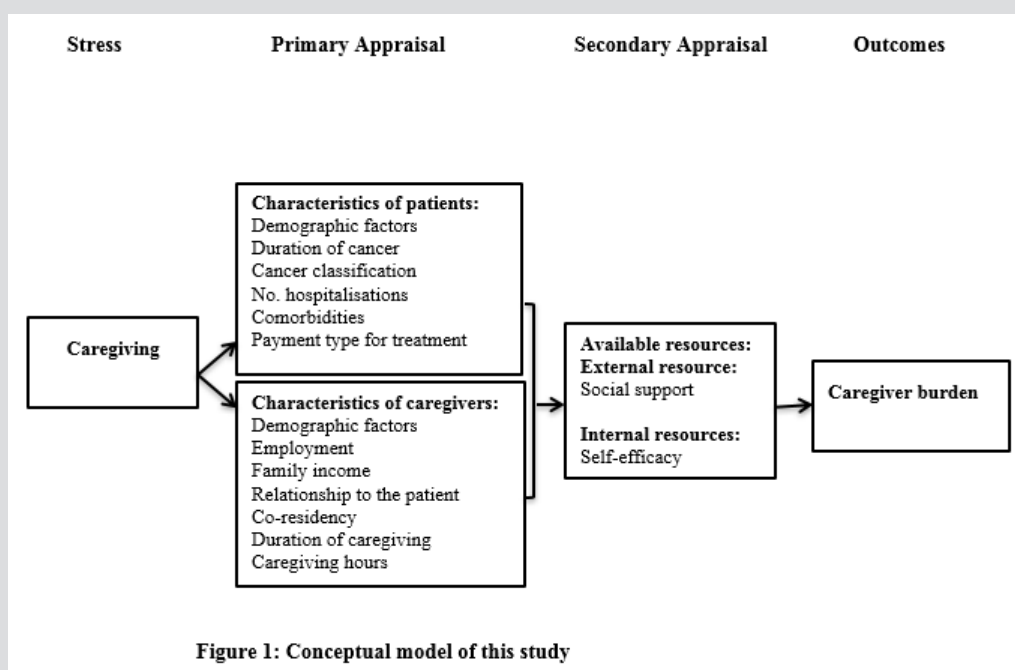 Stress
Primary Appraisal
Secondary Appraisal
Outcomes
Caregiving
Characteristics of patients:
Demographic factors
Duration of cancer
Cancer classification
No. hospitalisations
Comorbidities
Payment type for treatment
Characteristics of caregivers:
Demographic factors
Employment
Family income
Relationship to the patient
Co-residency
Duration of caregiving
Caregiving hours
Available resources:
External resource:
Social support
Internal resources:
Self-efficacy
Caregiver burden
Figure 1: Conceptual model of this study